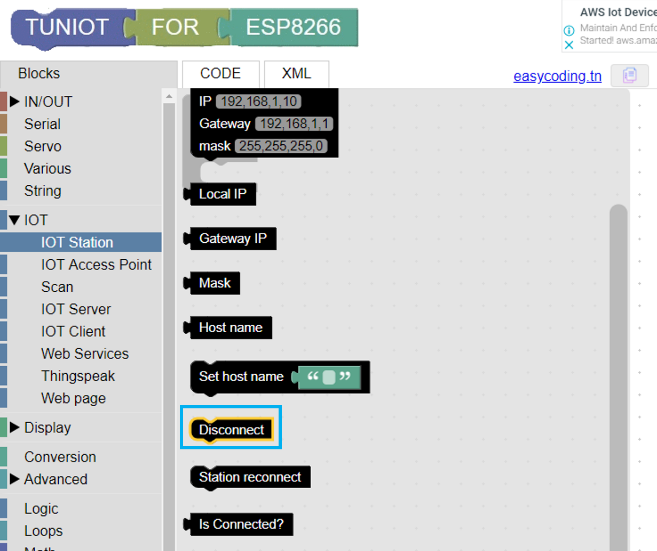 TUNIOT FOR ESP8266
AWS Iot Device
Maintain And Enfo
Started! aws.amaz
Blocks
CODE
XML
easycoding.tn
IN/OUT
Serial
Servo
Various
String
IOT
IOT Station
IOT Access Point
Scan
IOT Server
IOT Client
Web Services
Thingspeak
Web page
Display
Conversion
Advanced
Logic
Loops
Math
IP 192,168,1,10
Gateway 192,168,1,1
mask 255,255,255,0
Local IP
Gateway IP
Mask
Host name
Set host name “ ”
Disconnect
Station reconnect
Is Connected?